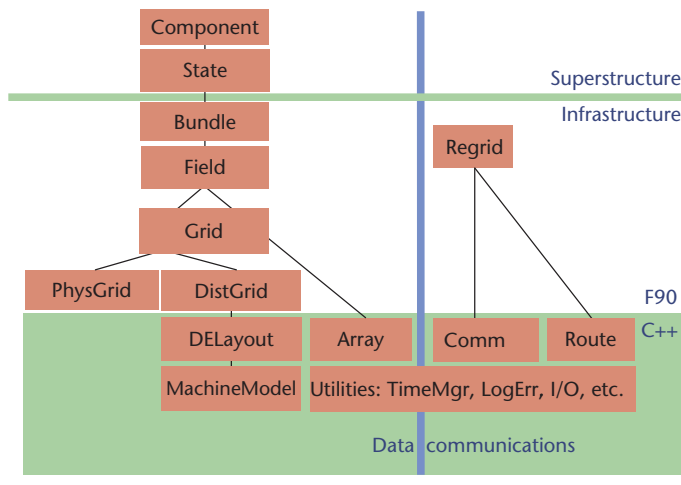 Component
State
Superstructure
Infrastructure
Bundle
Regrid
Field
Grid
PhysGrid
DistGrid
F90
C++
DELayout
Array
Comm
Route
MachineModel
Utilities: TimeMgr, LogErr, I/O, etc.
Data communications